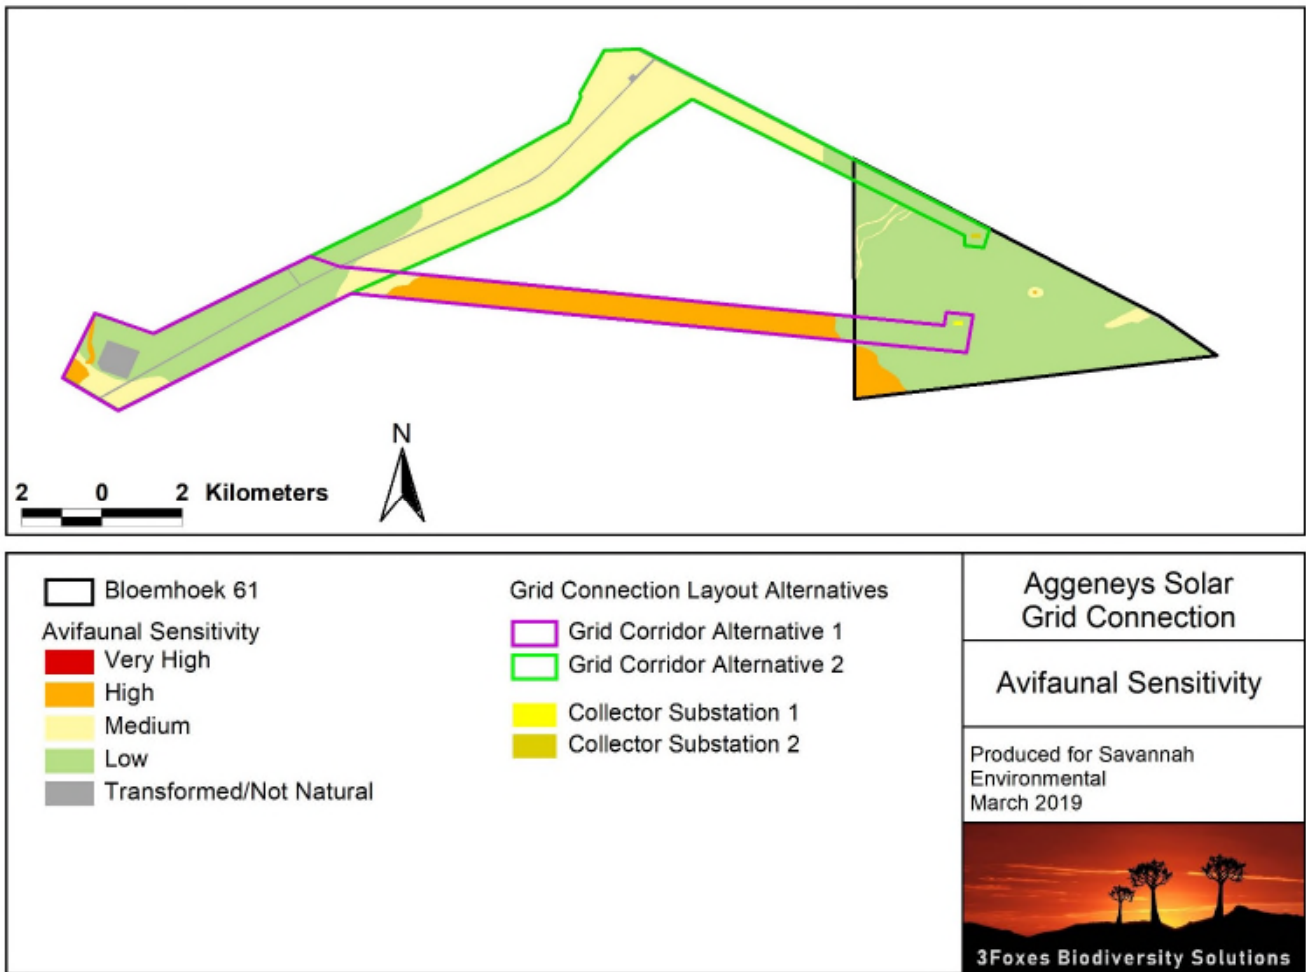 N
2 0 2 Kilometers
Bloemhoek 61
Avifaunal Sensitivity
Very High
High
Medium
Low
Transformed/Not Natural
Grid Connection Layout Alternatives
Grid Corridor Alternative 1
Grid Corridor Alternative 2
Collector Substation 1
Collector Substation 2
Aggeneys Solar
Grid Connection
Avifaunal Sensitivity
Produced for Savannah
Environmental
March 2019
3Foxes Biodiversity Solutions